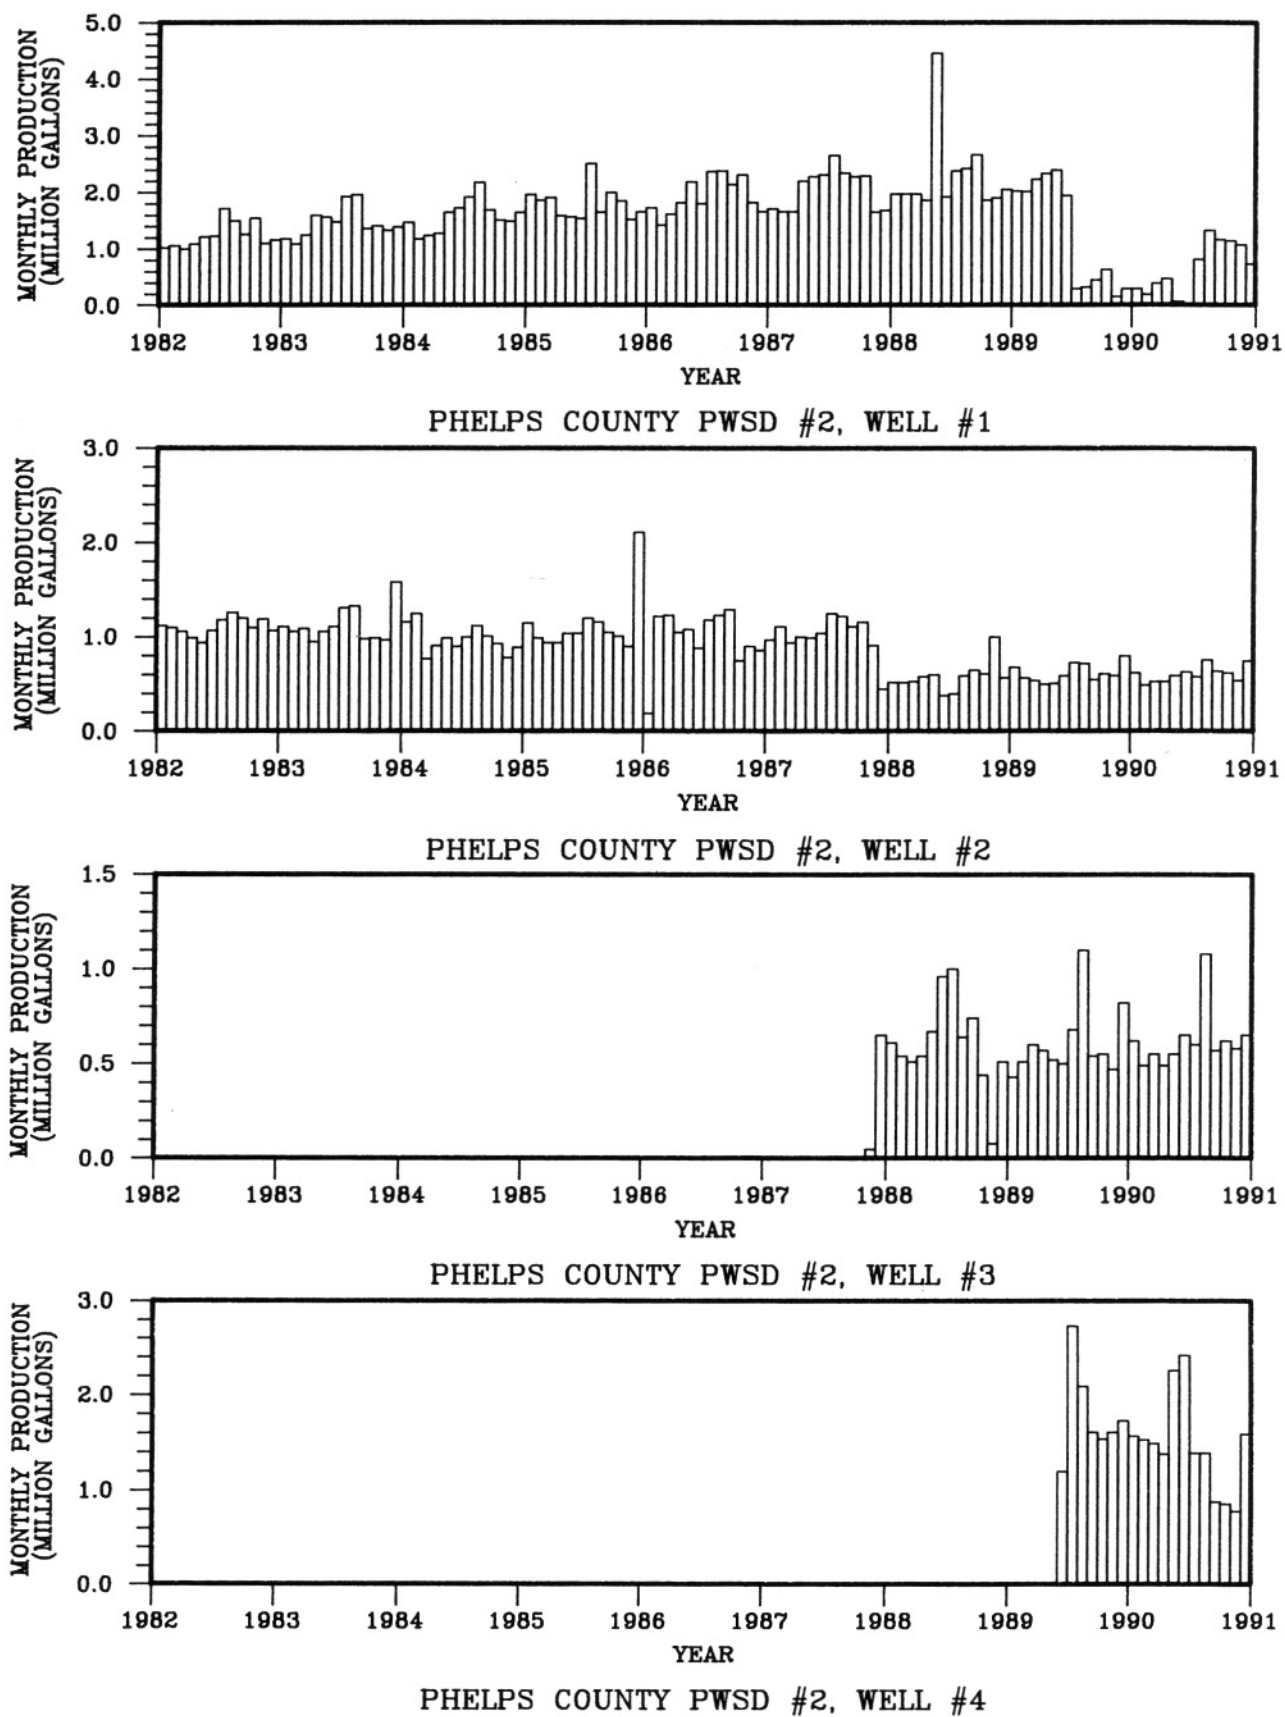 MONTHLY PRODUCTION
(MILLION GALLONS)
5.0
4.0
3.0
2.0
1.0
0.0
1982 1983 1984 1985 1986 1987 1988 1989 1990 1991
YEAR
PHELPS COUNTY PWSD #2, WELL #1
MONTHLY PRODUCTION
(MILLION GALLONS)
3.0
2.0
1.0
0.0
1982 1983 1984 1985 1986 1987 1988 1989 1990 1991
YEAR
PHELPS COUNTY PWSD #2, WELL #2
MONTHLY PRODUCTION
(MILLION GALLONS)
1.5
1.0
0.5
0.0
1982 1983 1984 1985 1986 1987 1988 1989 1990 1991
YEAR
PHELPS COUNTY PWSD #2, WELL #3
MONTHLY PRODUCTION
(MILLION GALLONS)
3.0
2.0
1.0
0.0
1982 1983 1984 1985 1986 1987 1988 1989 1990 1991
YEAR
PHELPS COUNTY PWSD #2, WELL #4